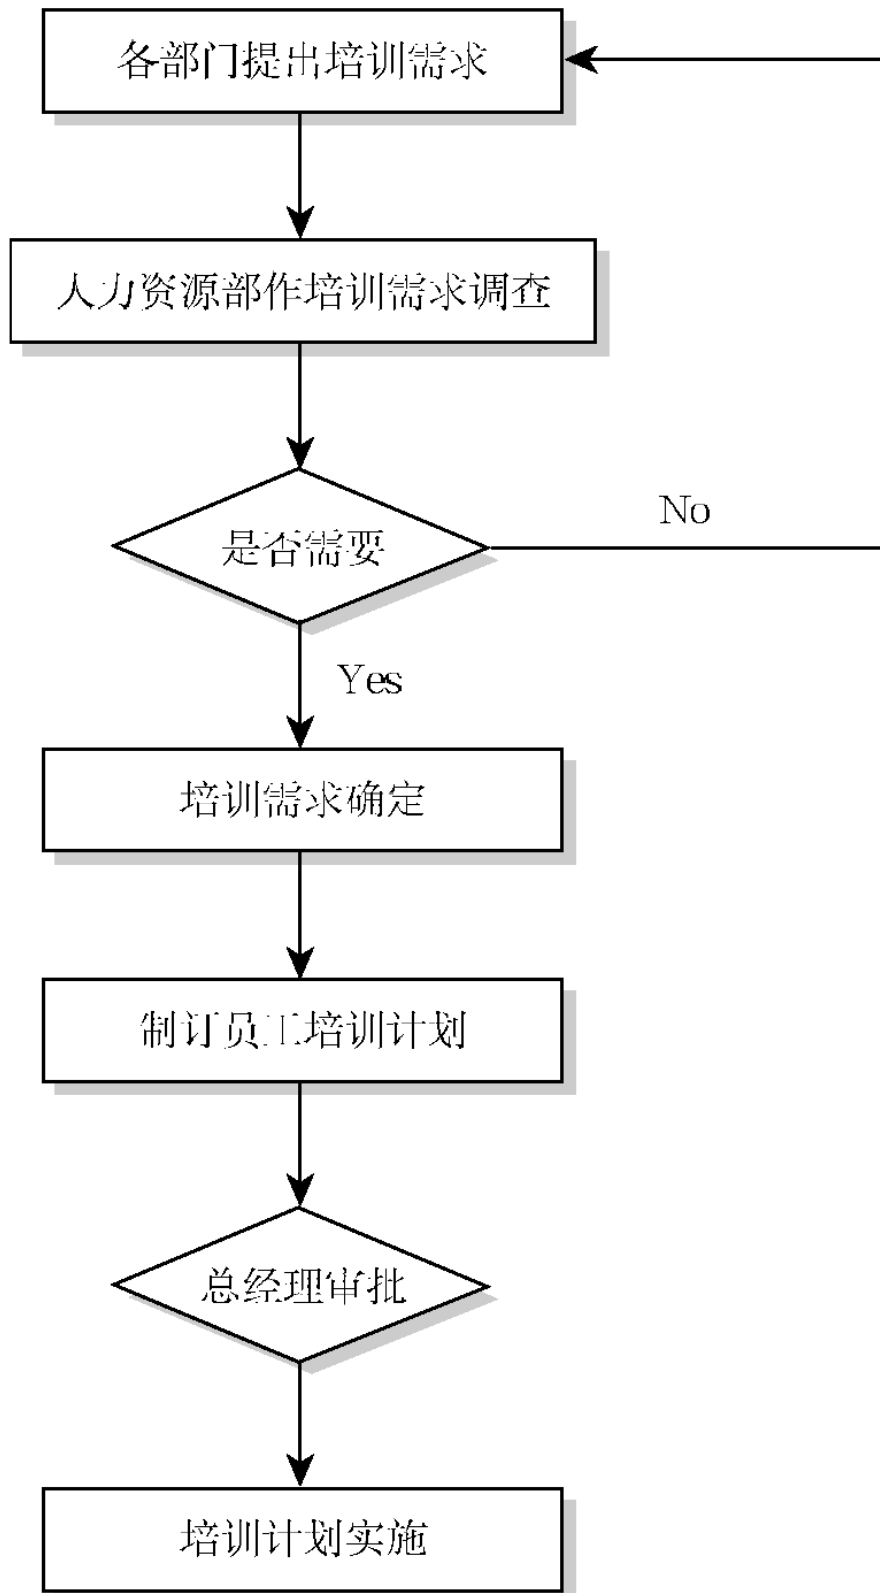 各部门提出培训需求
人力资源部作培训需求调查
是否需要
No
Yes
培训需求确定
制订员工培训计划
总经理审批
培训计划实施